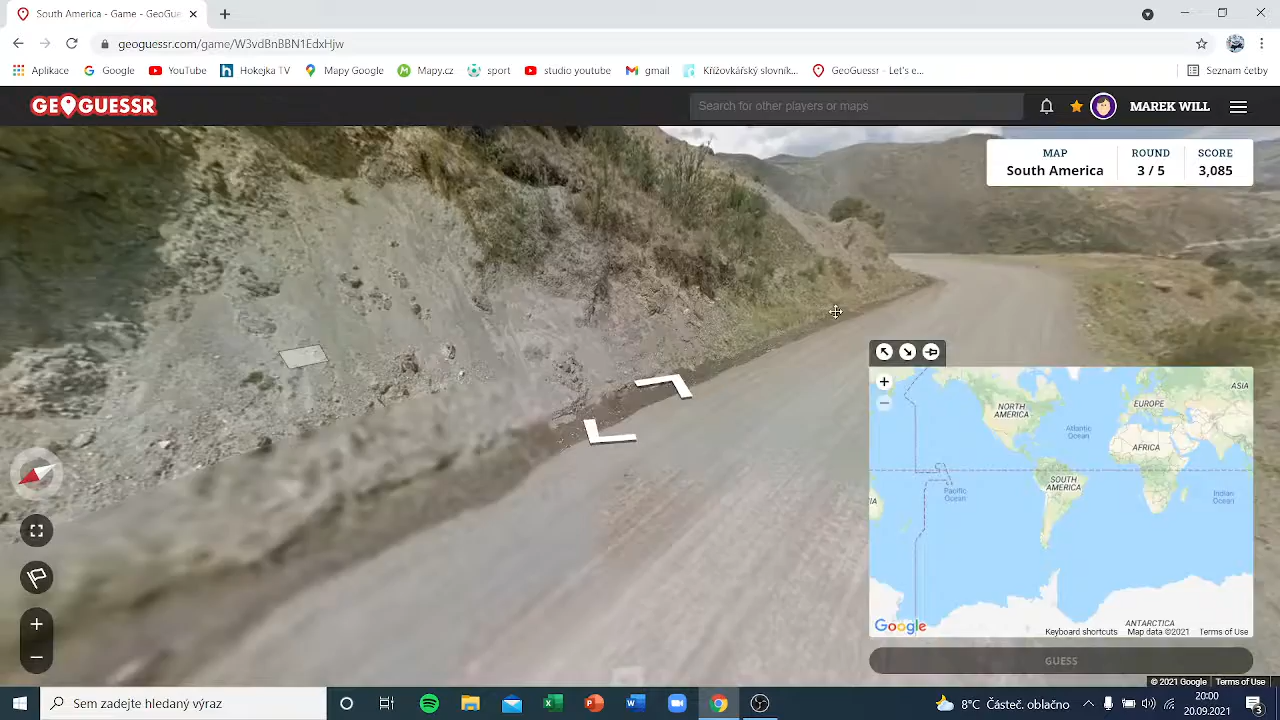 South America - Game - GeoGue
geoguessr.com/game/W3vdBnBBN1EdxHjw
Aplikace
Google
YouTube
Hokejka TV
Mapy Google
Mapy.cz
sport
studio youtube
gmail
Křišťavkářský slovník...
GeoGuessr - Let's e...
Seznam četby
GEOGUESSR
Search for other players or maps
MAREK WILL
MAP
South America
ROUND
3 / 5
SCORE
3,085
NORTH AMERICA
EUROPE
ASIA
Atlantic Ocean
AFRICA
SOUTH AMERICA
Pacific Ocean
Indian Ocean
IA
ANTARCTICA
Google
Keyboard shortcuts
Map data ©2021
Terms of Use
GUESS
© 2021 Google
Terms of Use
Sem zadejte hledaný výraz
8°C Částeč. oblačno
20:00
20.09.2021